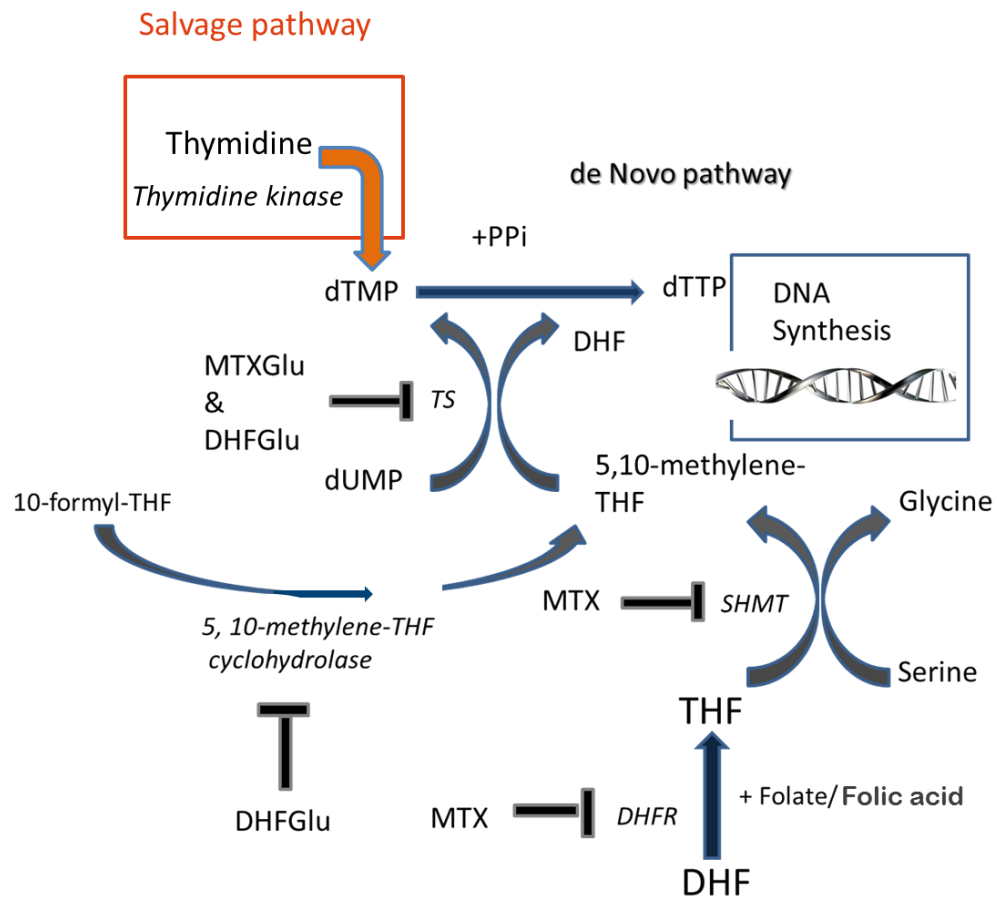 Salvage pathway
Thymidine
Thymidine kinase
de Novo pathway
+PPi
dTMP
dTTP
DNA
Synthesis
DHF
MTXGlu
&
DHFGlu
TS
dUMP
5,10-methylene-
THF
10-formyl-THF
Glycine
MTX
SHMT
5, 10-methylene-THF
cyclohydrolase
Serine
THF
DHFGlu
MTX
DHFR
+ Folate/ Folic acid
DHF